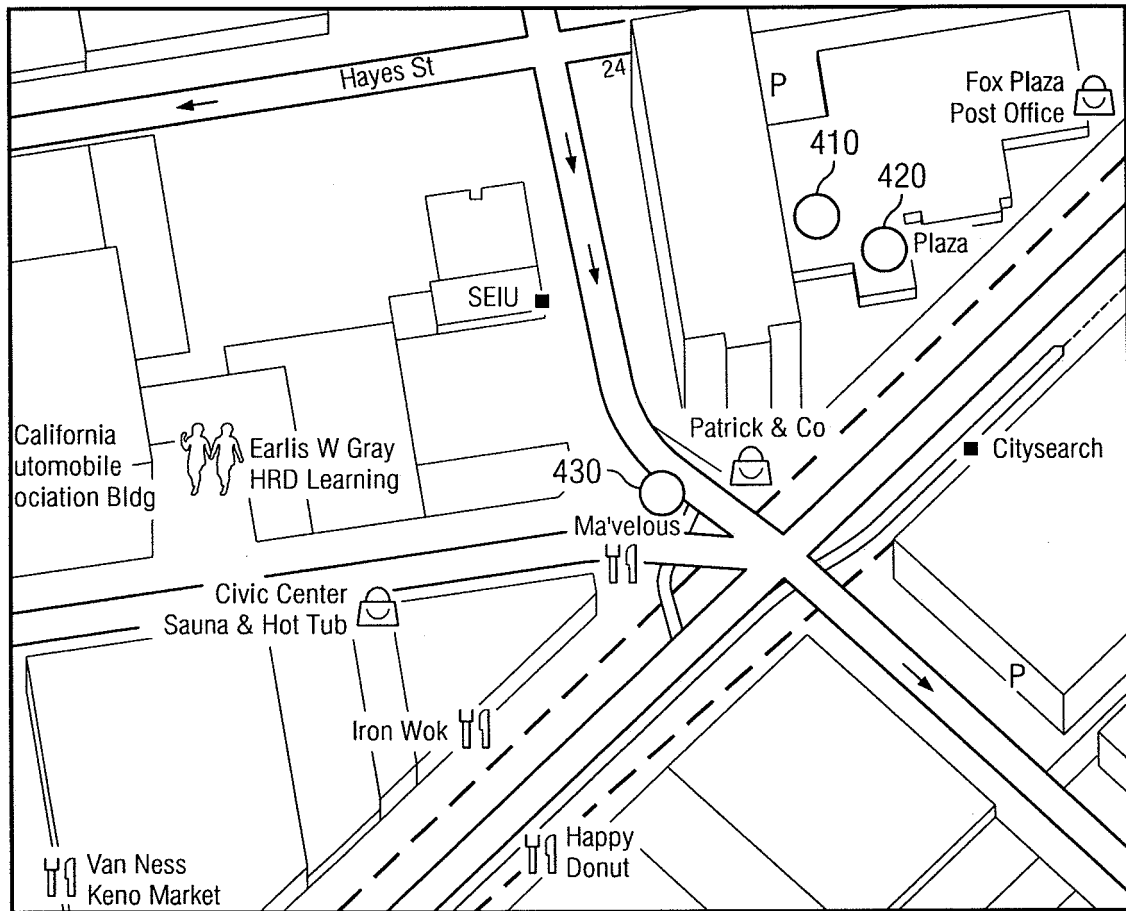 Hayes St
24
P
Fox Plaza
Post Office
410
420
Plaza
SEIU
California
utomobile
ociation Bldg
Earlis W Gray
HRD Learning
Patrick & Co
430
Citysearch
Ma'velous
Civic Center
Sauna & Hot Tub
P
Iron Wok
Happy
Donut
Van Ness
Keno Market